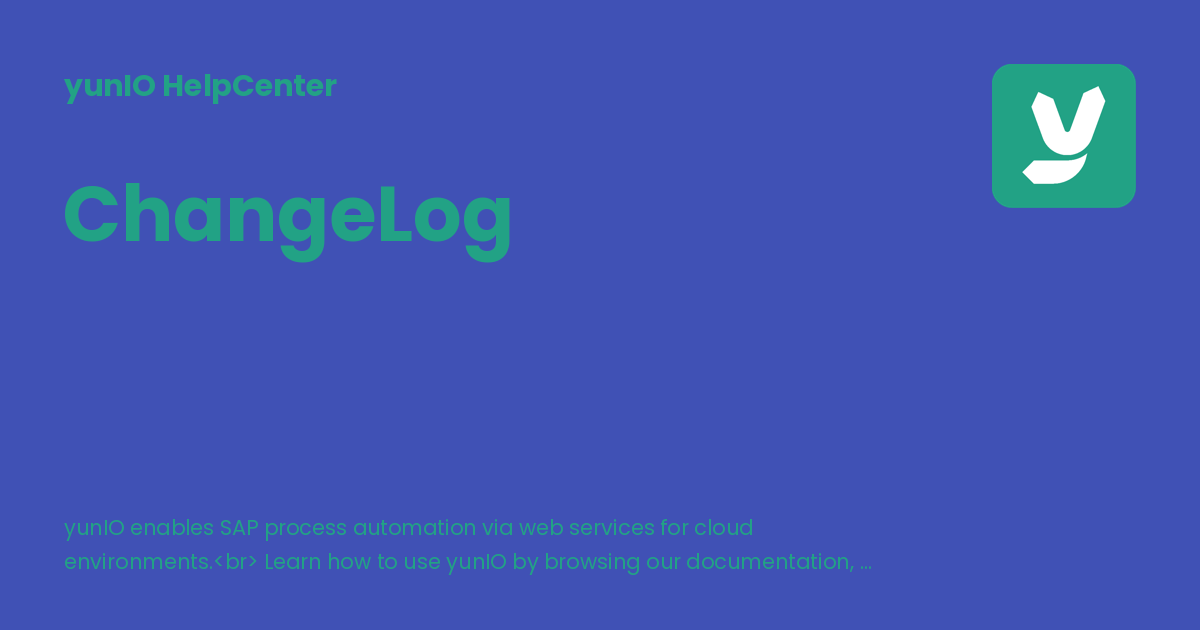 yunIO HelpCenter
ChangeLog
yunIO enables SAP process automation via web services for cloud
environments.<br> Learn how to use yunIO by browsing our documentation, ...